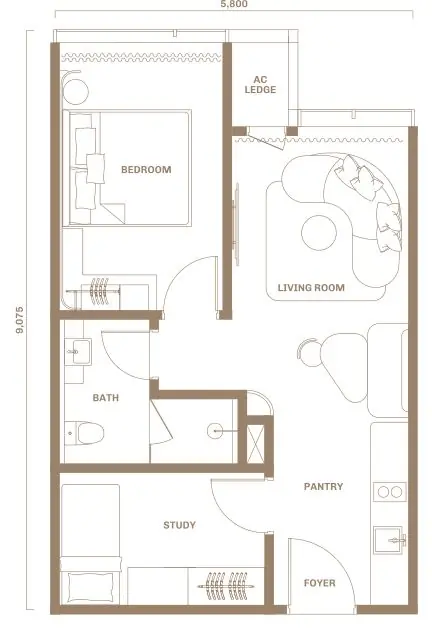 5,800
AC
LEDGE
BEDROOM
LIVING ROOM
9,075
BATH
PANTRY
STUDY
FOYER